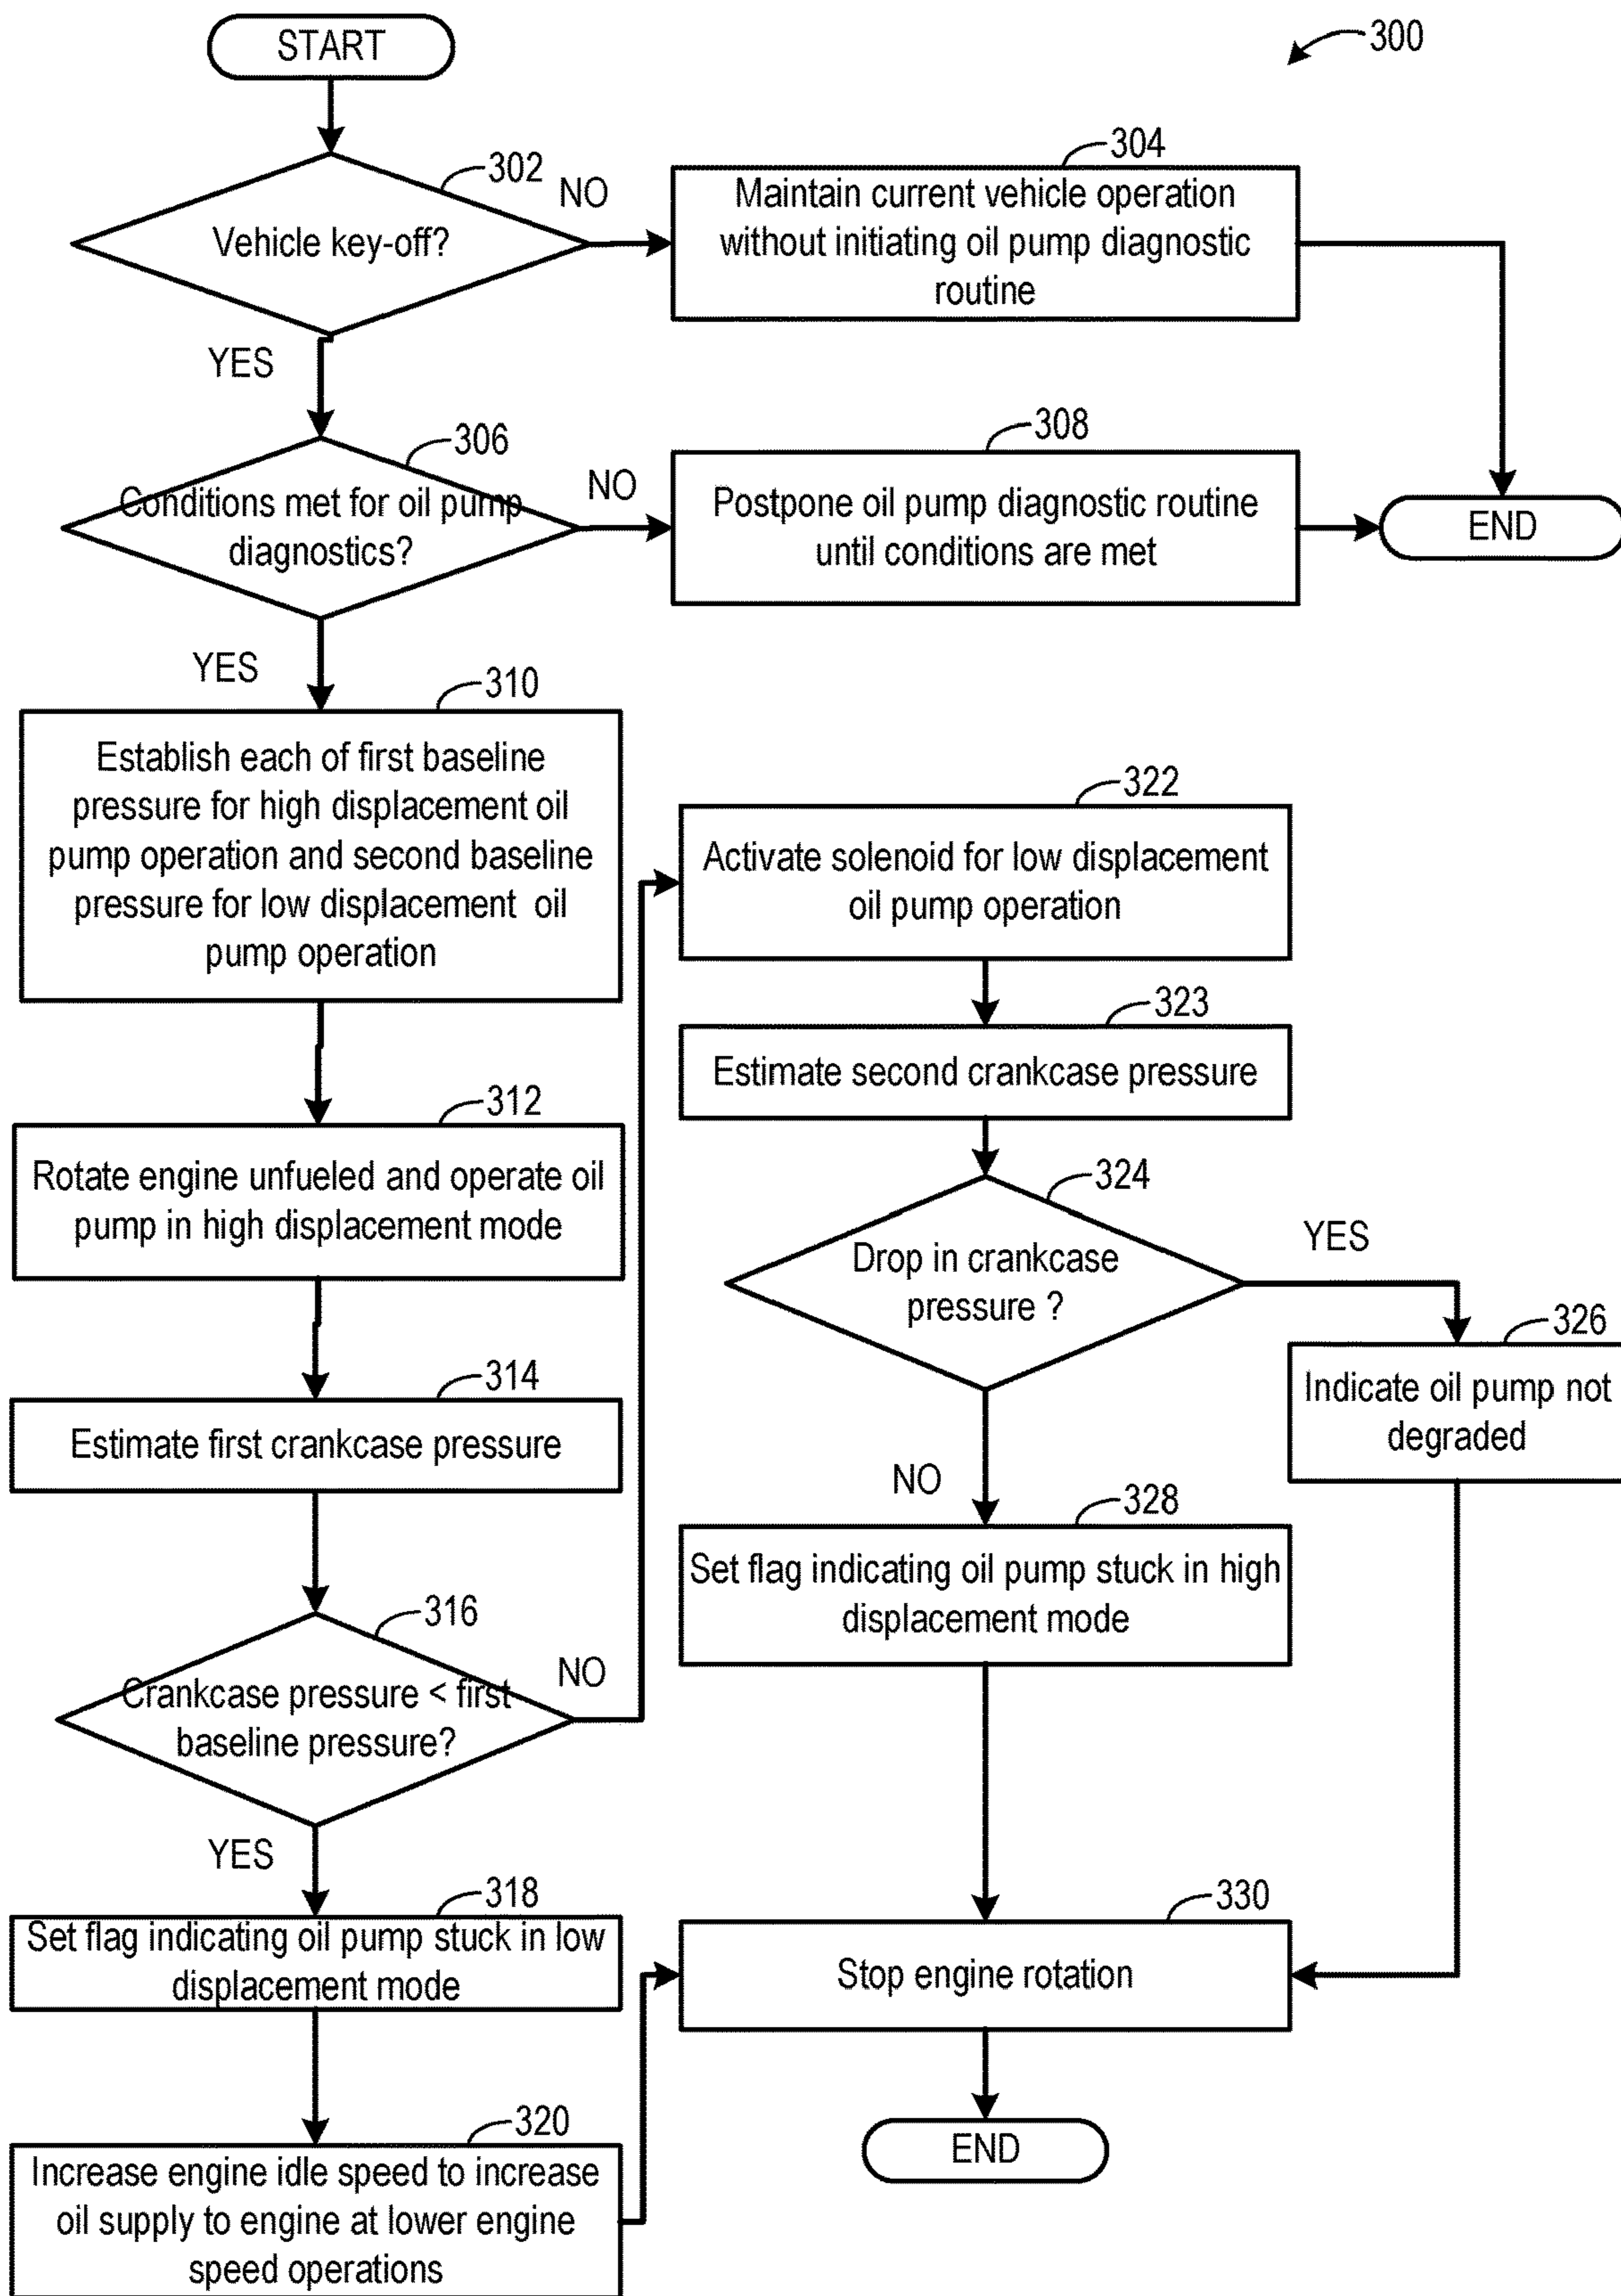 START
300
302
Vehicle key-off?
NO
304
Maintain current vehicle operation
without initiating oil pump diagnostic
routine
YES
306
Conditions met for oil pump
diagnostics?
NO
308
Postpone oil pump diagnostic routine
until conditions are met
END
YES
310
Establish each of first baseline
pressure for high displacement oil
pump operation and second baseline
pressure for low displacement oil
pump operation
312
Rotate engine unfueled and operate oil
pump in high displacement mode
314
Estimate first crankcase pressure
316
Crankcase pressure < first
baseline pressure?
NO
YES
318
Set flag indicating oil pump stuck in low
displacement mode
320
Increase engine idle speed to increase
oil supply to engine at lower engine
speed operations
322
Activate solenoid for low displacement
oil pump operation
323
Estimate second crankcase pressure
324
Drop in crankcase
pressure ?
YES
326
Indicate oil pump not
degraded
NO
328
Set flag indicating oil pump stuck in high
displacement mode
330
Stop engine rotation
END